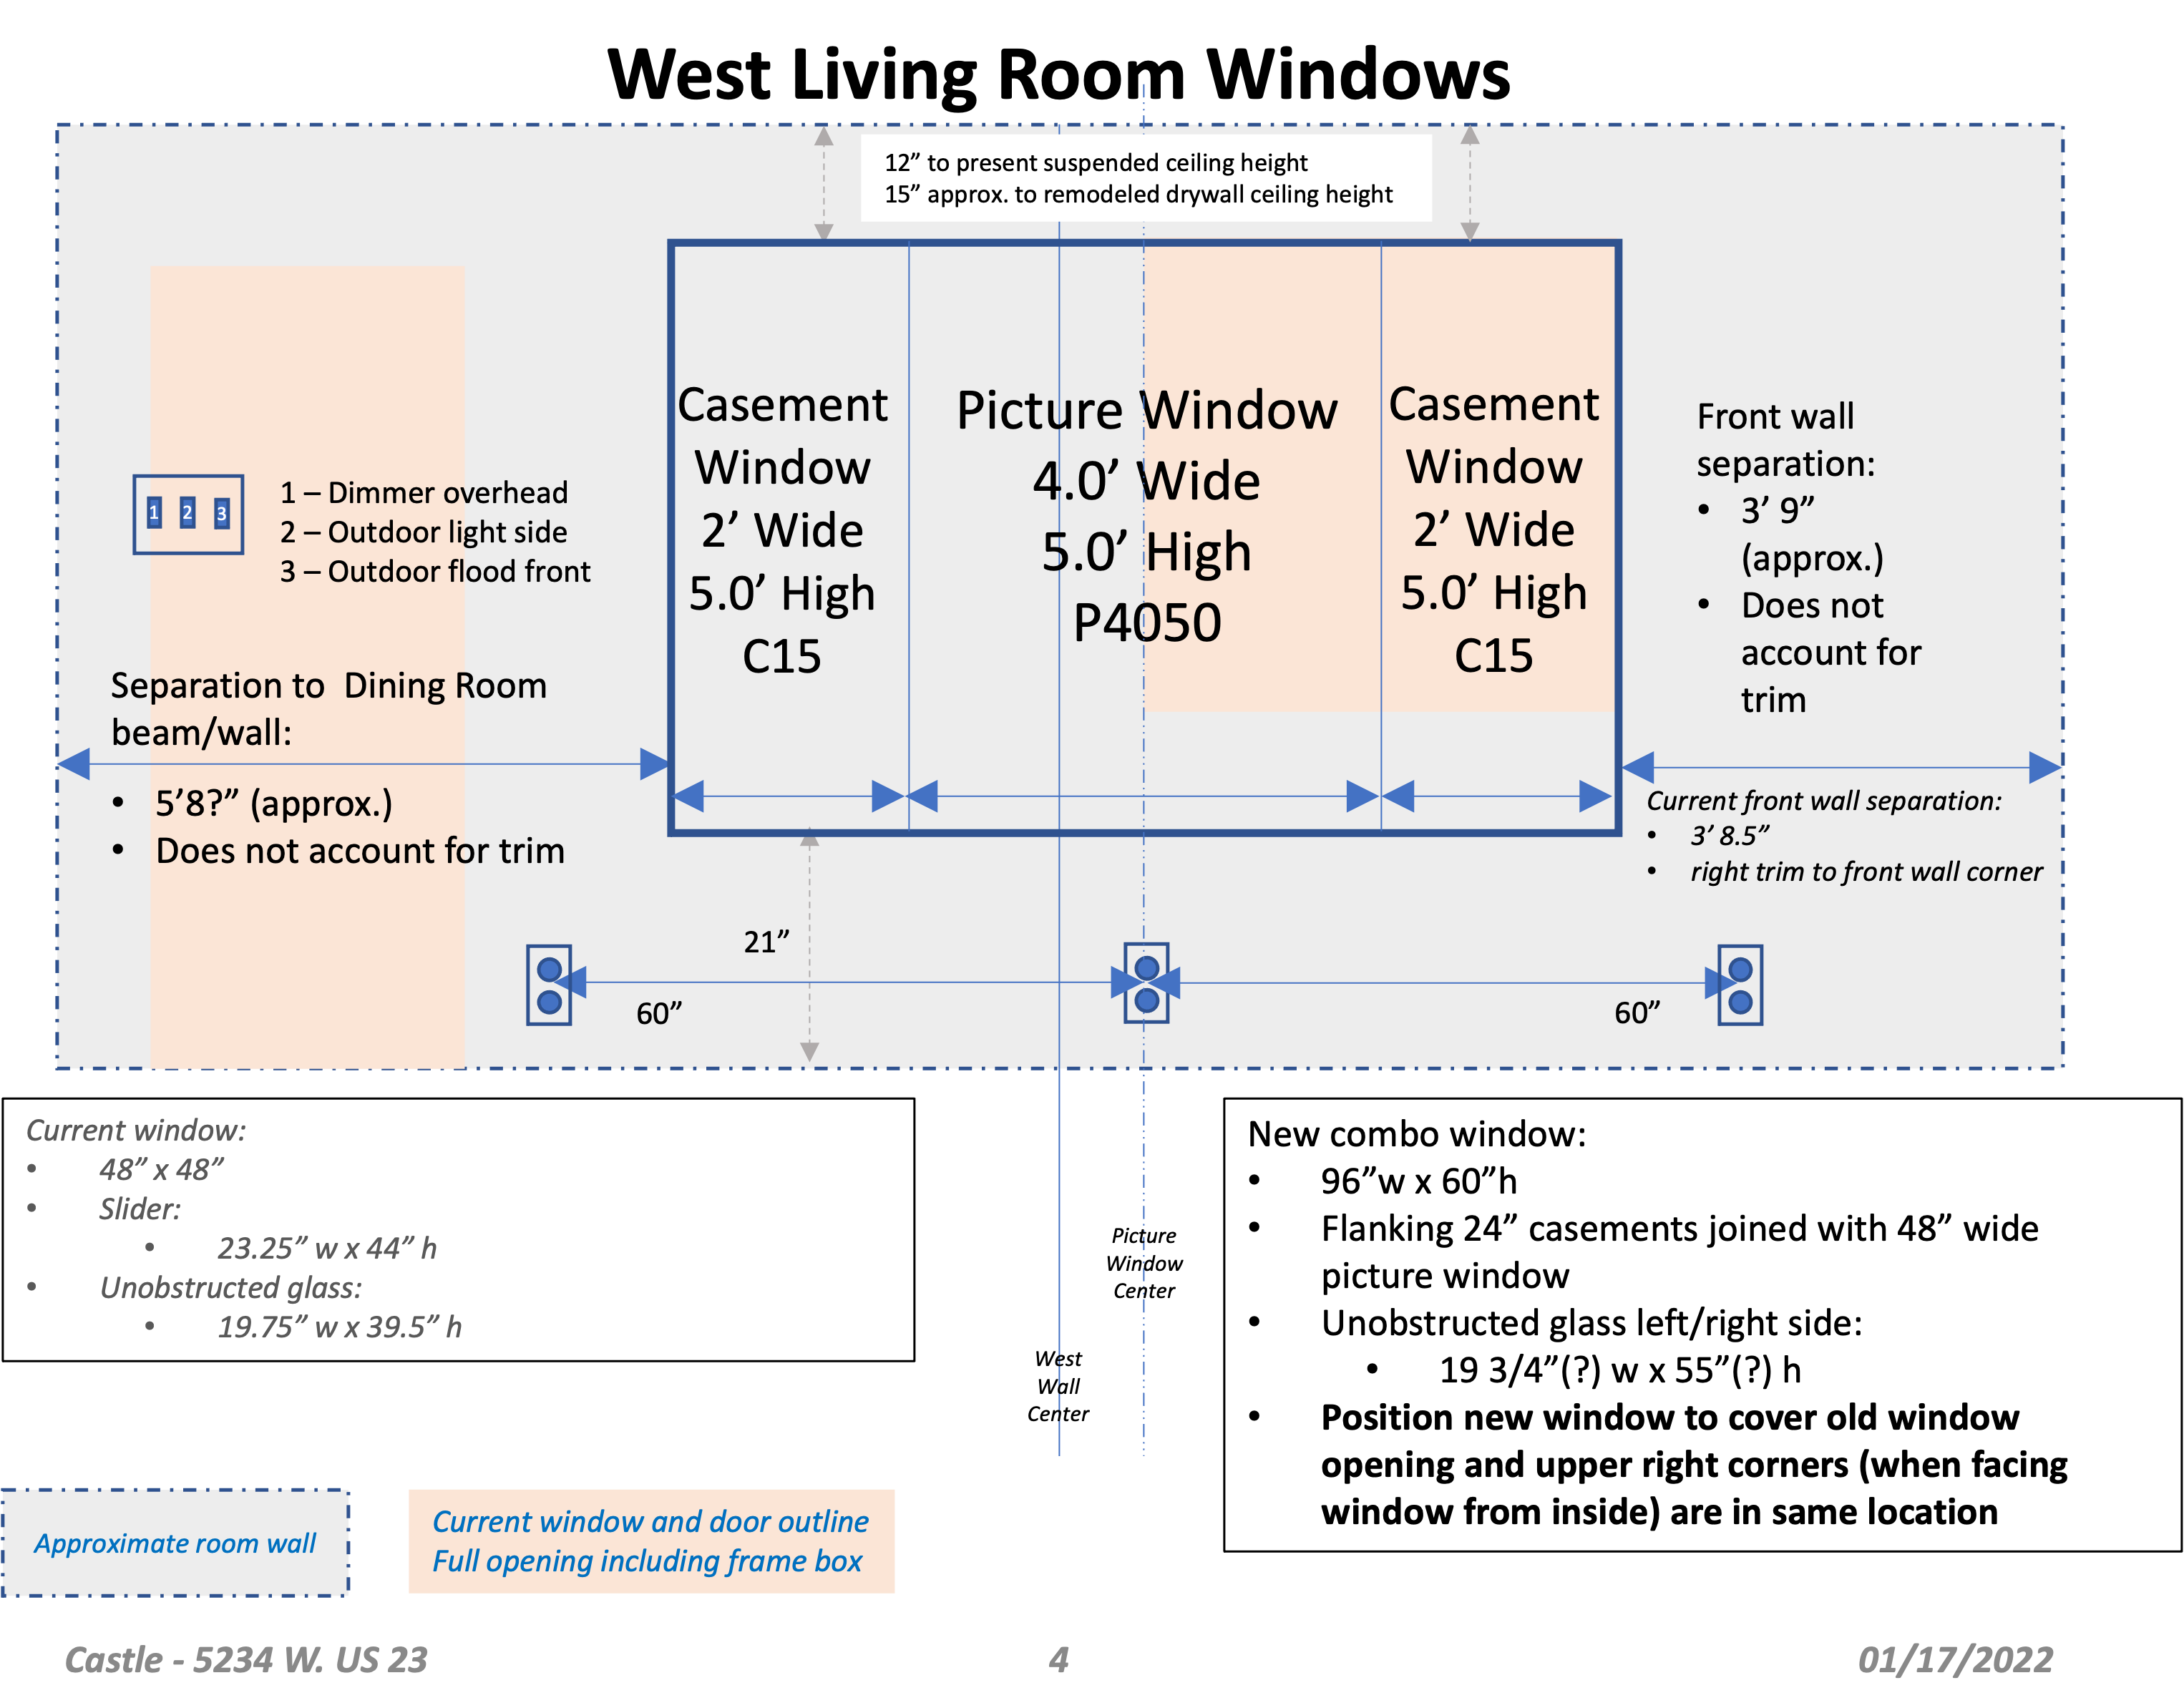 West Living Room Windows
12” to present suspended ceiling height
15” approx. to remodeled drywall ceiling height
Casement
Window
2’ Wide
5.0’ High
C15
Picture Window
4.0’ Wide
5.0’ High
P4050
Casement
Window
2’ Wide
5.0’ High
C15
Front wall
separation:
• 3’ 9”
(approx.)
• Does not
account for
trim
1 2 3
1 – Dimmer overhead
2 – Outdoor light side
3 – Outdoor flood front
Separation to Dining Room
beam/wall:
• 5’8?” (approx.)
• Does not account for trim
Current front wall separation:
• 3’ 8.5”
• right trim to front wall corner
21”
60”
60”
Current window:
• 48” x 48”
• Slider:
• 23.25” w x 44” h
• Unobstructed glass:
• 19.75” w x 39.5” h
Picture
Window
Center
West
Wall
Center
New combo window:
• 96”w x 60”h
• Flanking 24” casements joined with 48” wide
picture window
• Unobstructed glass left/right side:
• 19 3/4”(?) w x 55”(?) h
• Position new window to cover old window
opening and upper right corners (when facing
window from inside) are in same location
Approximate room wall
Current window and door outline
Full opening including frame box
Castle - 5234 W. US 23
4
01/17/2022